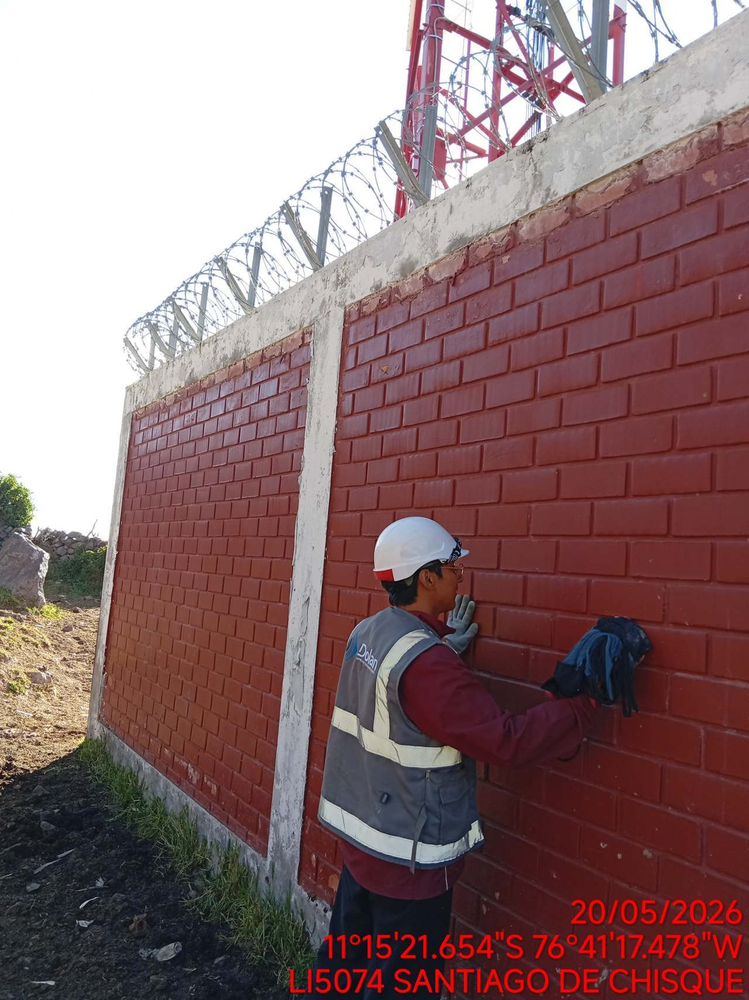 Dolan
20/05/2026
11°15'21.654"S 76°41'17.478"W
LI5074 SANTIAGO DE CHISQUE